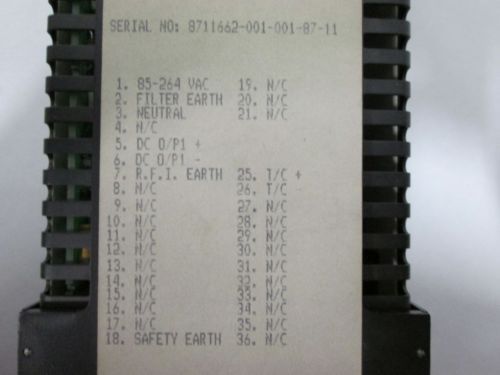 SERIAL NO: 8711662-001-001-87-11
1. 85-264 VAC 19. N/C
2. FILTER EARTH 20. N/C
3. NEUTRAL 21. N/C
4. N/C
5. DC O/P1 +
6. DC O/P1 -
7. R.F.I. EARTH 25. T/C +
8. N/C 26. T/C -
9. N/C 27. N/C
10. N/C 28. N/C
11. N/C 29. N/C
12. N/C 30. N/C
13. N/C 31. N/C
14. N/C 32. N/C
15. N/C 33. N/C
16. N/C 34. N/C
17. N/C 35. N/C
18. SAFETY EARTH 36. N/C